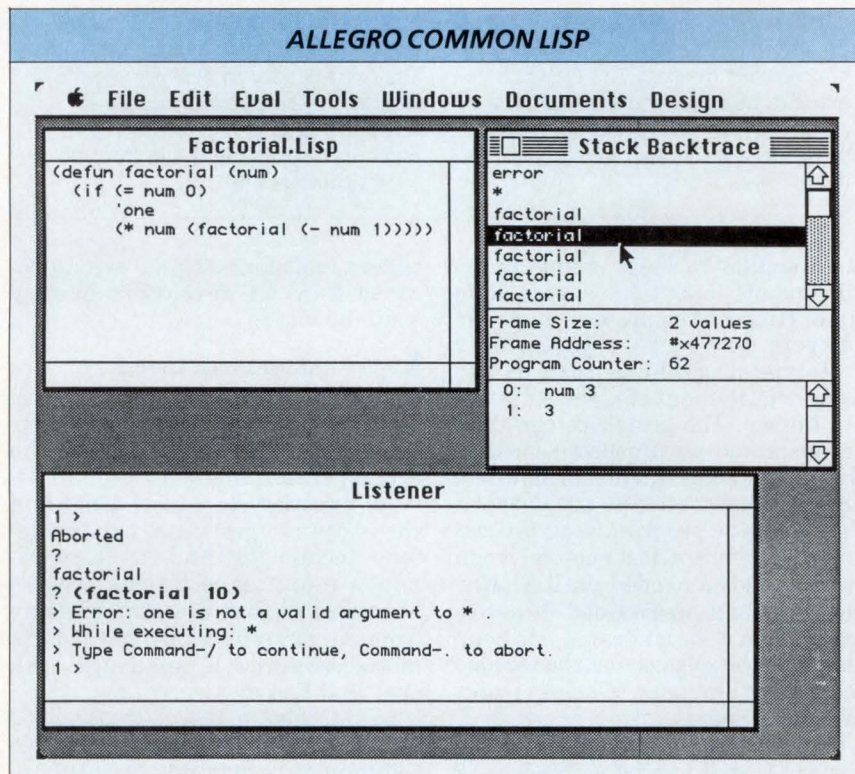 ALLEGRO COMMON LISP
File Edit Eval Tools Windows Documents Design
Factorial.Lisp
(defun factorial (num)
(if (= num 0)
'one
(* num (factorial (- num 1)))))
Stack Backtrace
error
*
factorial
factorial
factorial
factorial
factorial
Frame Size: 2 values
Frame Address: #x477270
Program Counter: 62
0: num 3
1: 3
Listener
1 >
Aborted
?
factorial
? (factorial 10)
> Error: one is not a valid argument to * .
> While executing: *
> Type Command-/ to continue, Command-. to abort.